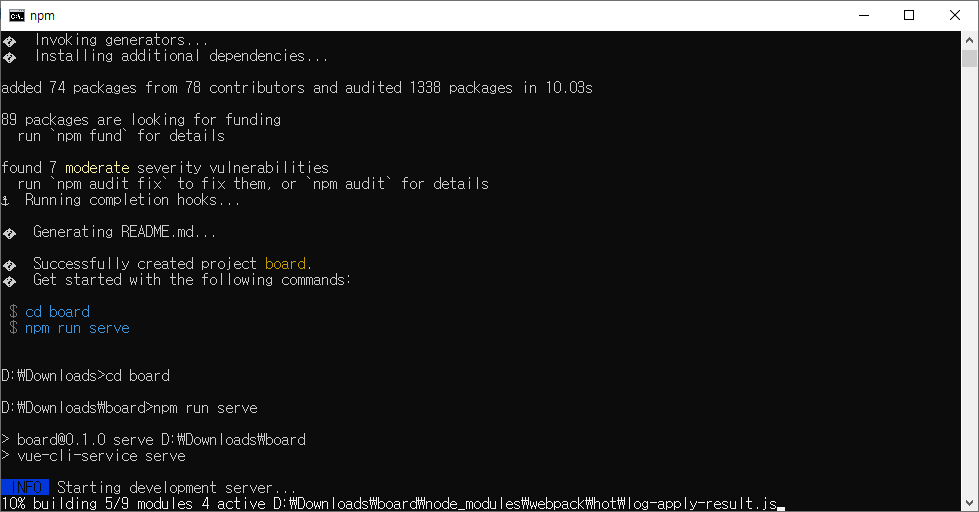 npm
� Invoking generators...
� Installing additional dependencies...
added 74 packages from 78 contributors and audited 1338 packages in 10.03s
89 packages are looking for funding
run `npm fund` for details
found 7 moderate severity vulnerabilities
run `npm audit fix` to fix them, or `npm audit` for details
⚓ Running completion hooks...
� Generating README.md...
� Successfully created project board.
� Get started with the following commands:
$ cd board
$ npm run serve
D:₩Downloads>cd board
D:₩Downloads₩board>npm run serve
> board@0.1.0 serve D:₩Downloads₩board
> vue-cli-service serve
INFO Starting development server...
10% building 5/9 modules 4 active D:₩Downloads₩board₩node_modules₩webpack₩hot₩log-apply-result.js